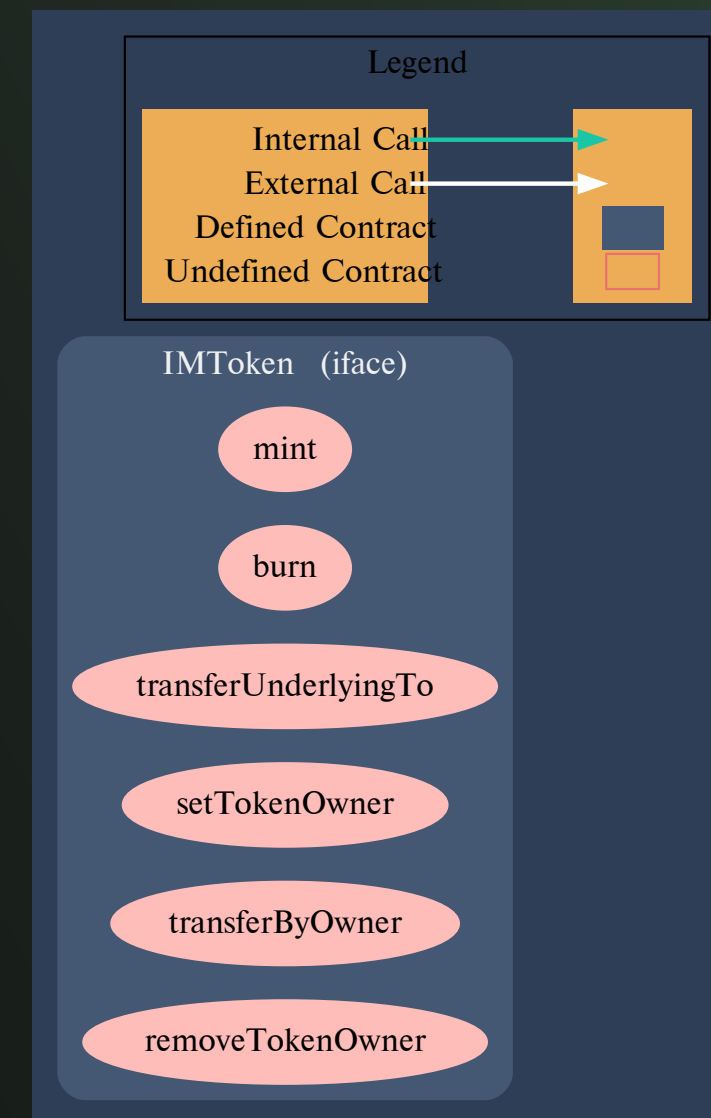 Legend
Internal Call
External Call
Defined Contract
Undefined Contract
IMToken (iface)
mint
burn
transferUnderlyingTo
setTokenOwner
transferByOwner
removeTokenOwner